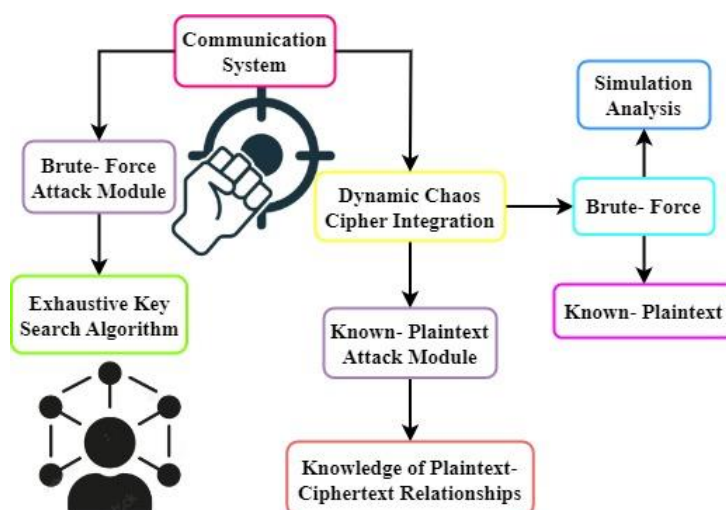 Communication
System
Simulation
Analysis
Brute- Force
Attack Module
Dynamic Chaos
Cipher Integration
Brute- Force
Exhaustive Key
Search Algorithm
Known- Plaintext
Known- Plaintext
Attack Module
Knowledge of Plaintext-
Ciphertext Relationships